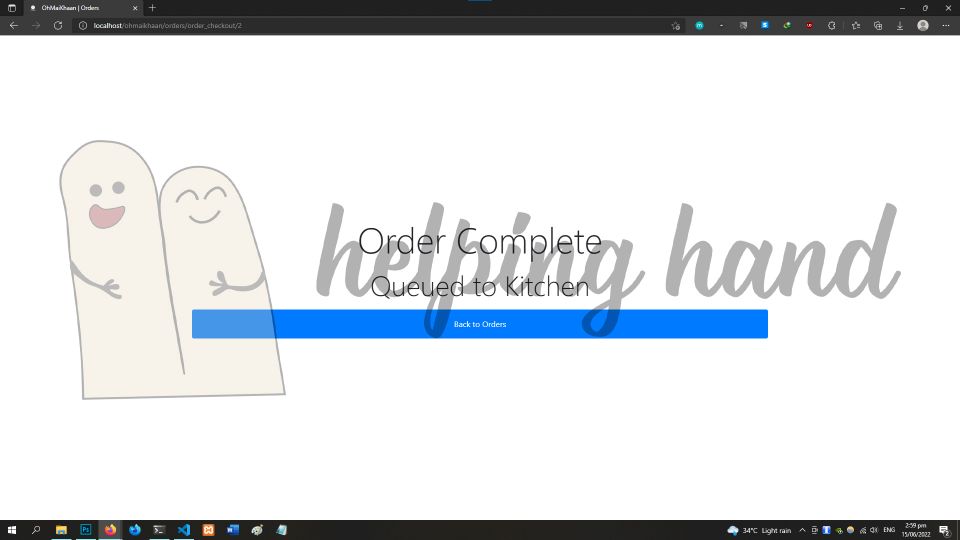 OhMaiKhaan | Orders
localhost/ohmaikhaan/orders/order_checkout/2
helping hand
Order Complete
Queued to Kitchen
Back to Orders
34°C Light rain
ENG
2:59 pm
15/06/2022